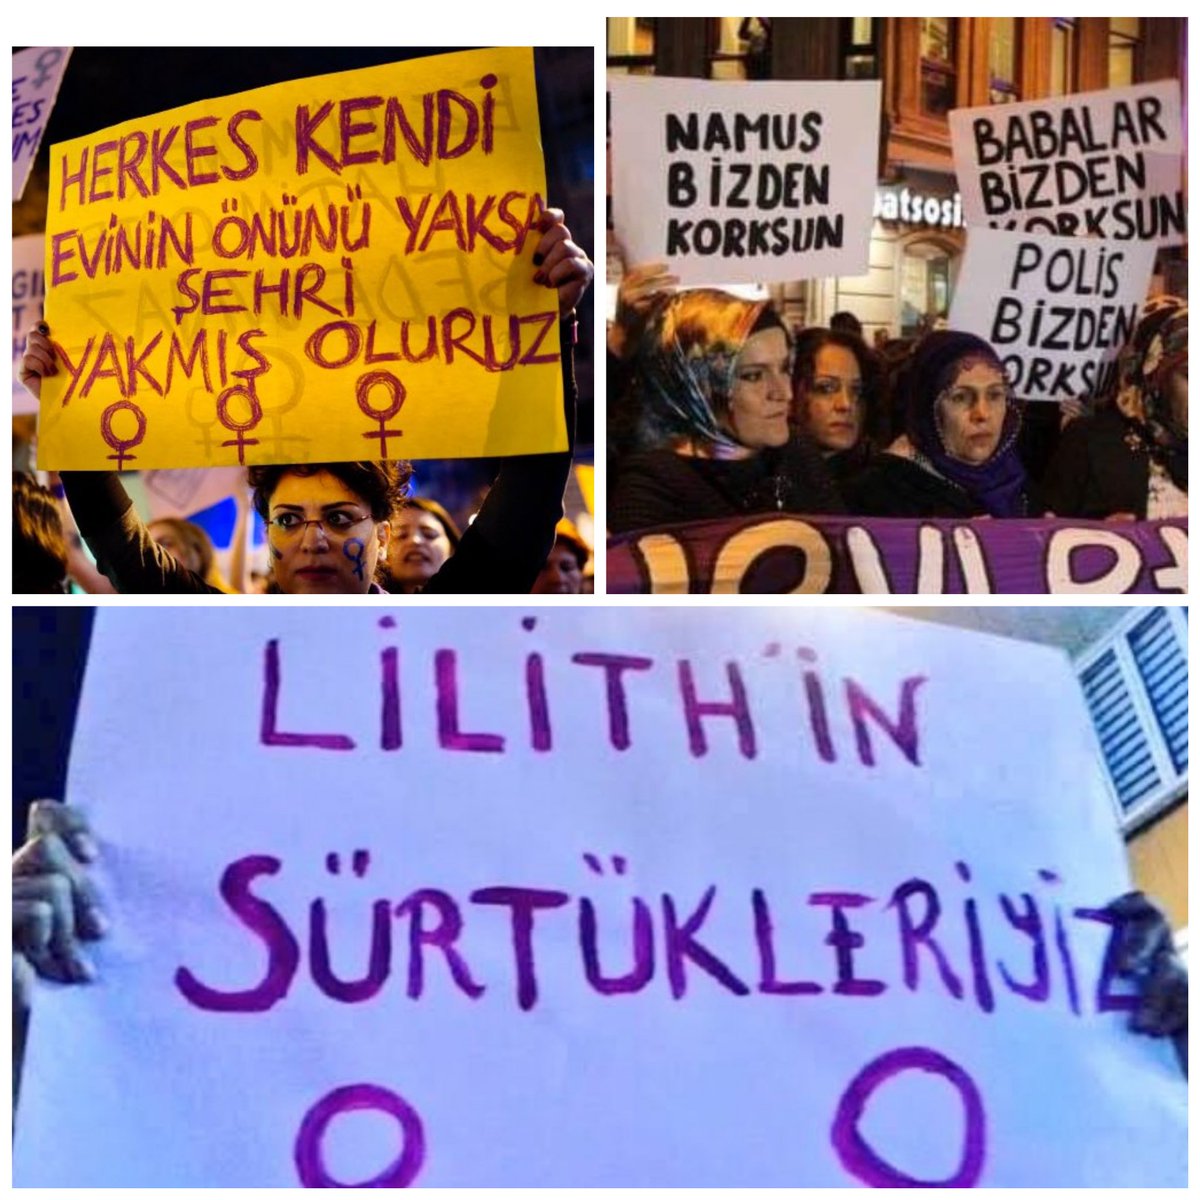 HERKES KENDİ
EVİNİN ÖNÜNÜ YAKSA
ŞEHRİ
YAKMIŞ OLURUZ
NAMUS
BİZDEN
KORKSUN
BABALAR
BİZDEN
KORKSUN
POLİS
BİZDEN
KORKSUN
LİLİTH'İN
SÜRTÜKLERİYİZ